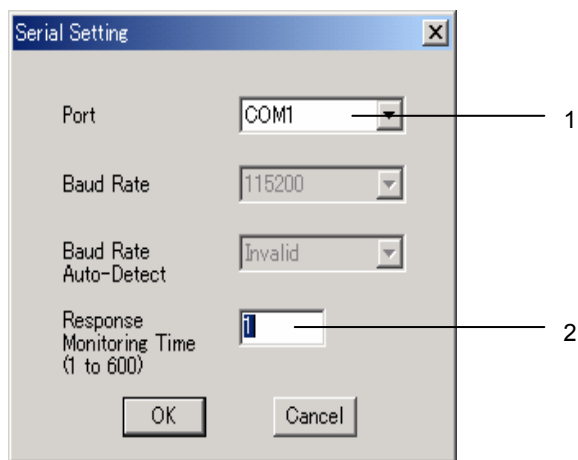 Serial Setting
Port COM1 1
Baud Rate 115200
Baud Rate Invalid
Auto-Detect
Response 1 2
Monitoring Time
(1 to 600)
OK Cancel